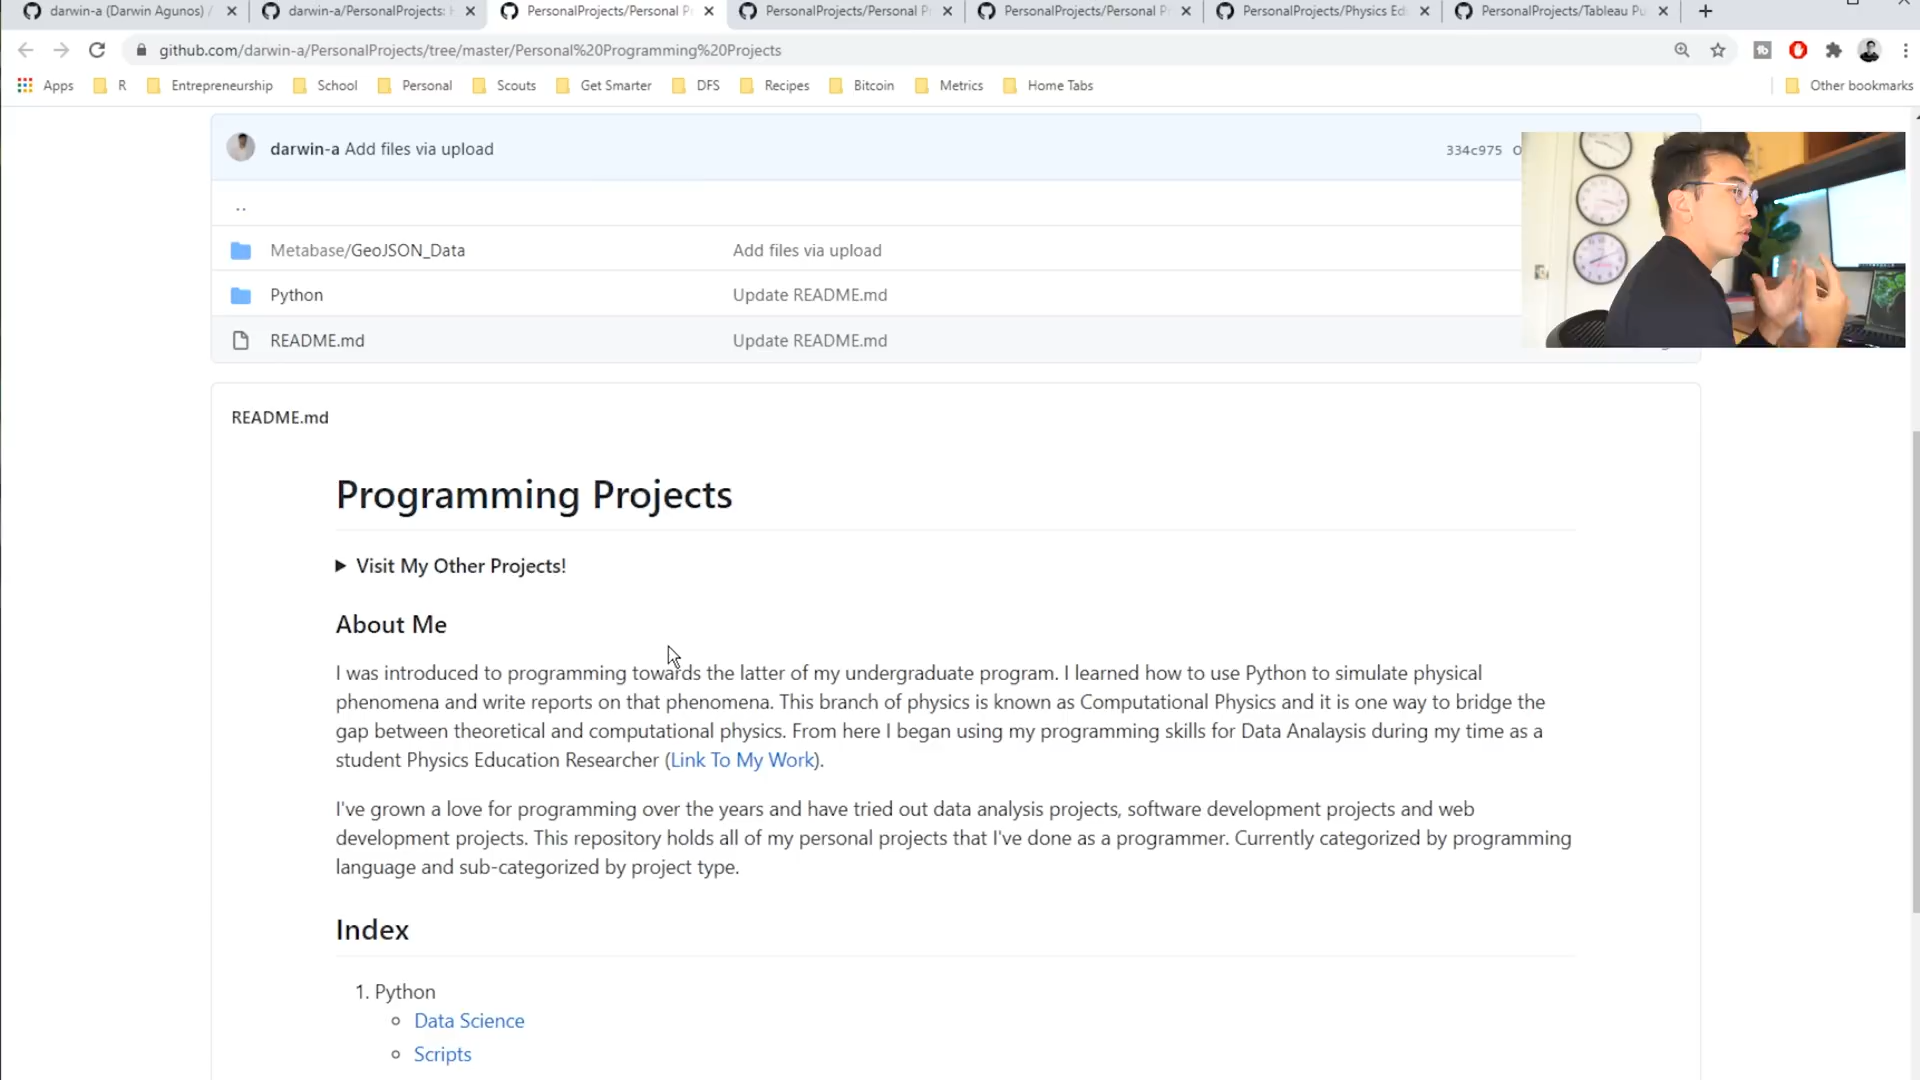 darwin-a (Darwin Agunos) /
darwin-a/PersonalProjects:
PersonalProjects/Personal P
PersonalProjects/Personal P
PersonalProjects/Personal P
PersonalProjects/Physics Ed
PersonalProjects/Tableau Pu
github.com/darwin-a/PersonalProjects/tree/master/Personal%20Programming%20Projects
Apps R Entrepreneurship School Personal Scouts Get Smarter DFS Recipes Bitcoin Metrics Home Tabs Other bookmarks
darwin-a Add files via upload 334c975
..
Metabase/GeoJSON_Data Add files via upload
Python Update README.md
README.md Update README.md
README.md
Programming Projects
Visit My Other Projects!
About Me
I was introduced to programming towards the latter of my undergraduate program. I learned how to use Python to simulate physical
phenomena and write reports on that phenomena. This branch of physics is known as Computational Physics and it is one way to bridge the
gap between theoretical and computational physics. From here I began using my programming skills for Data Analaysis during my time as a
student Physics Education Researcher (Link To My Work).
I've grown a love for programming over the years and have tried out data analysis projects, software development projects and web
development projects. This repository holds all of my personal projects that I've done as a programmer. Currently categorized by programming
language and sub-categorized by project type.
Index
1. Python
Data Science
Scripts